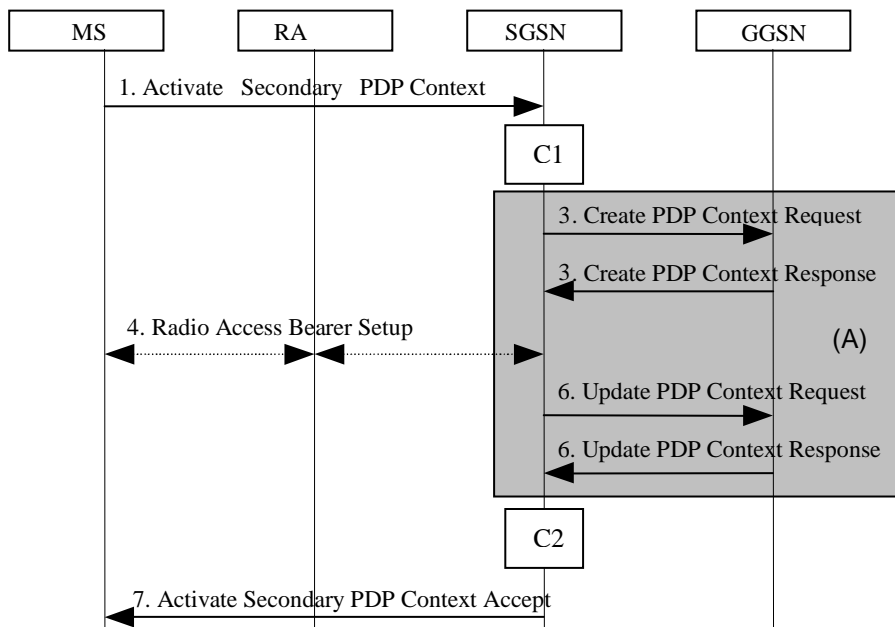 MS RA SGSN GGSN
1. Activate Secondary PDP Context
C1
3. Create PDP Context Request
3. Create PDP Context Response
4. Radio Access Bearer Setup
(A)
6. Update PDP Context Request
6. Update PDP Context Response
C2
7. Activate Secondary PDP Context Accept